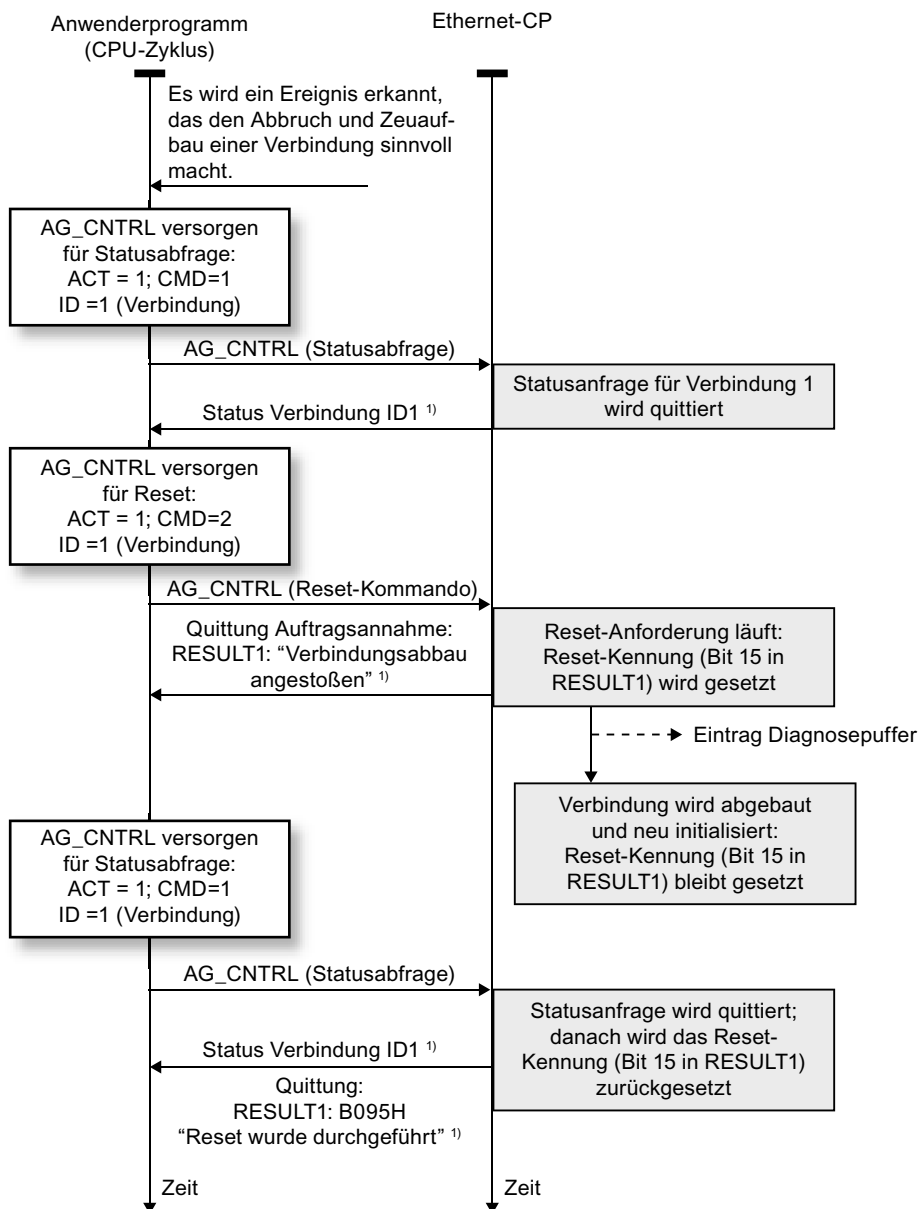 Anwenderprogramm
(CPU-Zyklus)
Ethernet-CP
Es wird ein Ereignis erkannt,
das den Abbruch und Zeuauf-
bau einer Verbindung sinnvoll
macht.
AG_CNTRL versorgen
für Statusabfrage:
ACT = 1; CMD=1
ID =1 (Verbindung)
AG_CNTRL (Statusabfrage)
Statusanfrage für Verbindung 1
wird quittiert
Status Verbindung ID1 1)
AG_CNTRL versorgen
für Reset:
ACT = 1; CMD=2
ID =1 (Verbindung)
AG_CNTRL (Reset-Kommando)
Quittung Auftragsannahme:
RESULT1: “Verbindungsabbau
angestoßen” 1)
Reset-Anforderung läuft:
Reset-Kennung (Bit 15 in
RESULT1) wird gesetzt
Eintrag Diagnosepuffer
Verbindung wird abgebaut
und neu initialisiert:
Reset-Kennung (Bit 15 in
RESULT1) bleibt gesetzt
AG_CNTRL versorgen
für Statusabfrage:
ACT = 1; CMD=1
ID =1 (Verbindung)
AG_CNTRL (Statusabfrage)
Statusanfrage wird quittiert;
danach wird das Reset-
Kennung (Bit 15 in RESULT1)
zurückgesetzt
Status Verbindung ID1 1)
Quittung:
RESULT1: B095H
“Reset wurde durchgeführt” 1)
Zeit
Zeit